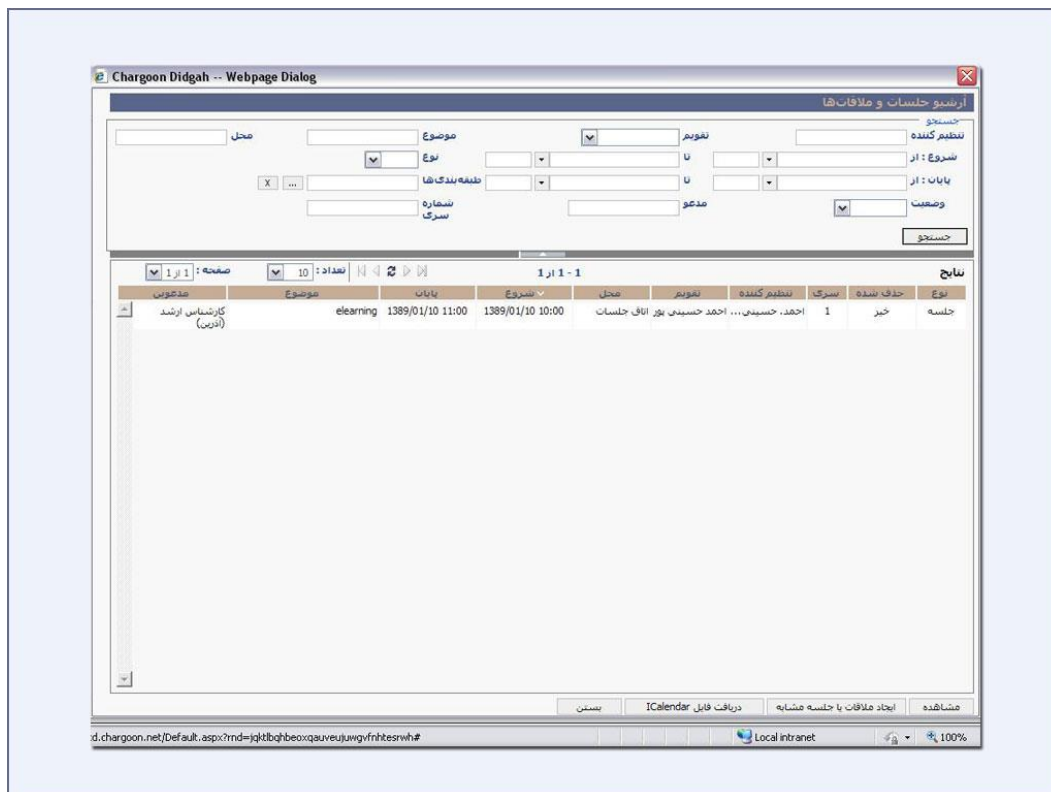 Chargoon Didgah -- Webpage Dialog
آرشیو جلسات و ملاقات‌ها
جستجو
تنظیم کننده تقویم موضوع محل
شروع : از تا نوع
پایان : از تا طبقه‌بندی‌ها ... X
وضعیت مدعو شماره سری
جستجو
نتایج 1 - 1 از 1 تعداد : 10 صفحه : 1 از 1
نوع حذف شده سری تنظیم کننده تقویم محل شروع پایان موضوع مدعوین
جلسه خیر 1 احمد، حسینی... احمد حسینی پور اتاق جلسات 1389/01/10 10:00 1389/01/10 11:00 elearning کارشناس ارشد
(آذرین)
مشاهده ایجاد ملاقات یا جلسه مشابه دریافت فایل ICalendar بستن
d.chargoon.net/Default.aspx?rnd=jqktlbqhbeoxqauveujuwgvfnhtesrwh# Local intranet 100%